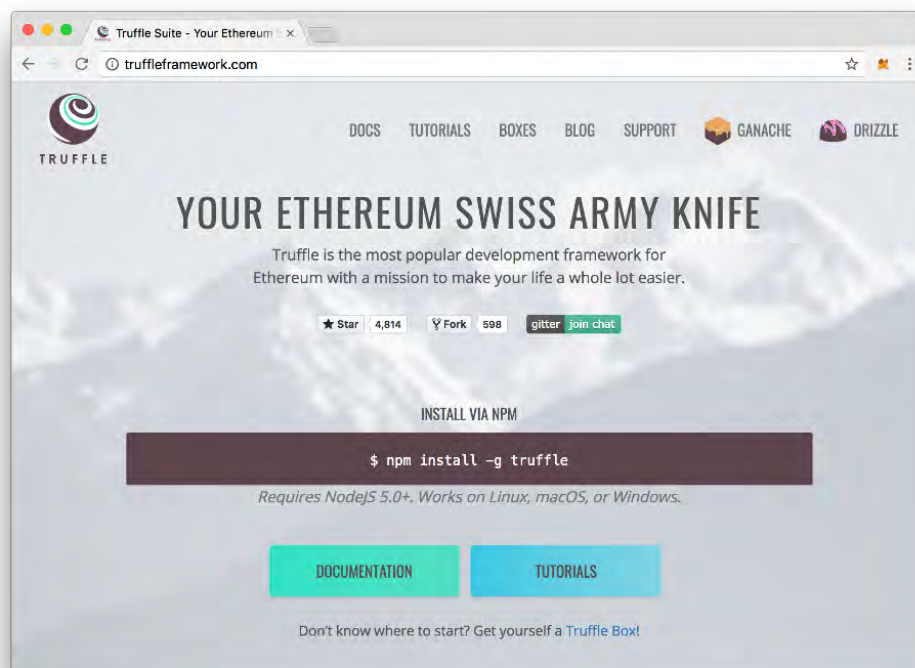 Truffle Suite - Your Ethereum
truffleframework.com
TRUFFLE
DOCS TUTORIALS BOXES BLOG SUPPORT GANACHE DRIZZLE
YOUR ETHEREUM SWISS ARMY KNIFE
Truffle is the most popular development framework for
Ethereum with a mission to make your life a whole lot easier.
Star 4,814 Fork 598 gitter join chat
INSTALL VIA NPM
$ npm install -g truffle
Requires NodeJS 5.0+. Works on Linux, macOS, or Windows.
DOCUMENTATION TUTORIALS
Don't know where to start? Get yourself a Truffle Box!